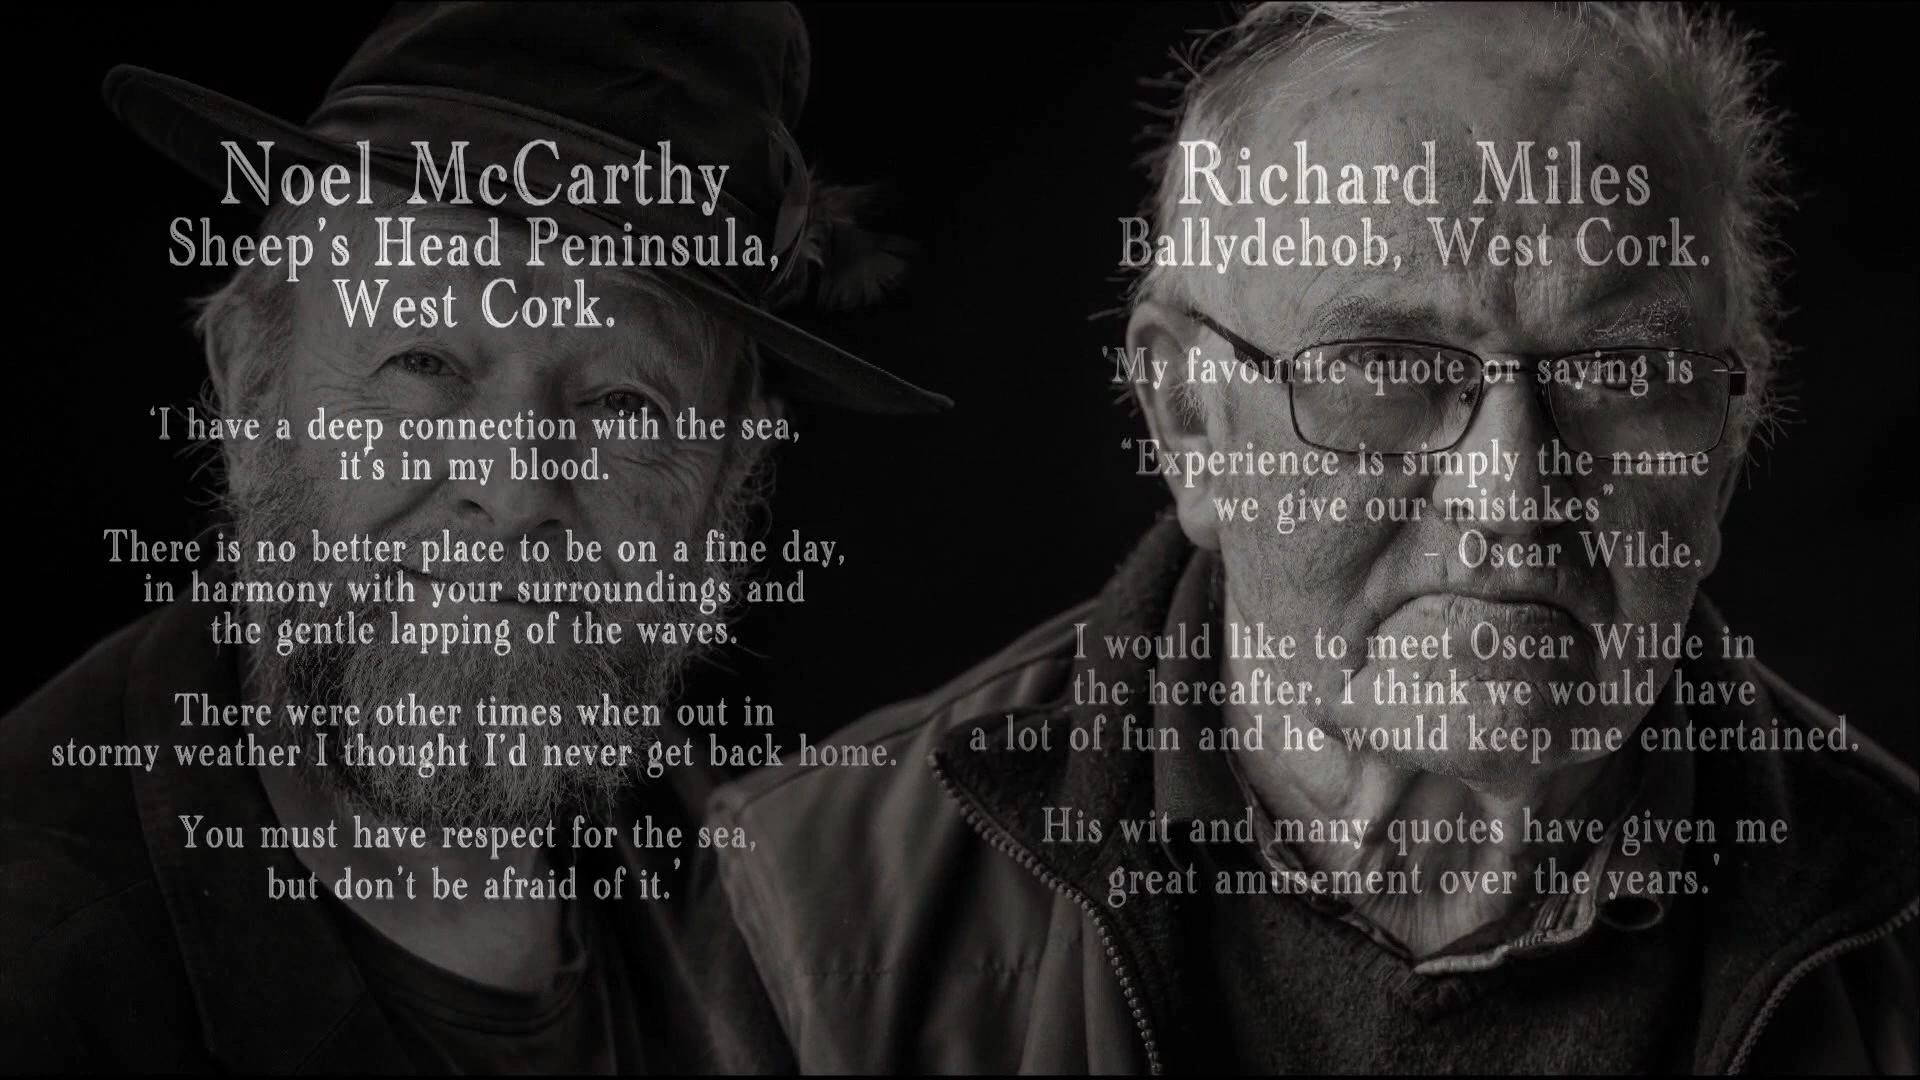 Noel McCarthy
Sheep's Head Peninsula,
West Cork.
‘I have a deep connection with the sea,
it's in my blood.
There is no better place to be on a fine day,
in harmony with your surroundings and
the gentle lapping of the waves.
There were other times when out in
stormy weather I thought I'd never get back home.
You must have respect for the sea,
but don't be afraid of it.’
Richard Miles
Ballydehob, West Cork.
'My favourite quote or saying is -
“Experience is simply the name
we give our mistakes”
- Oscar Wilde.
I would like to meet Oscar Wilde in
the hereafter. I think we would have
a lot of fun and he would keep me entertained.
His wit and many quotes have given me
great amusement over the years.'